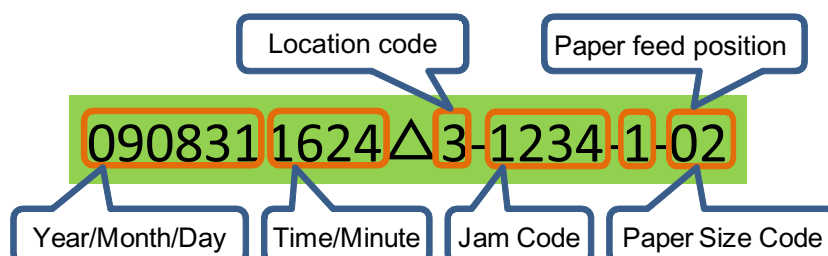 Location code Paper feed position
090831 1624△3-1234-1-02
Year/Month/Day Time/Minute Jam Code Paper Size Code